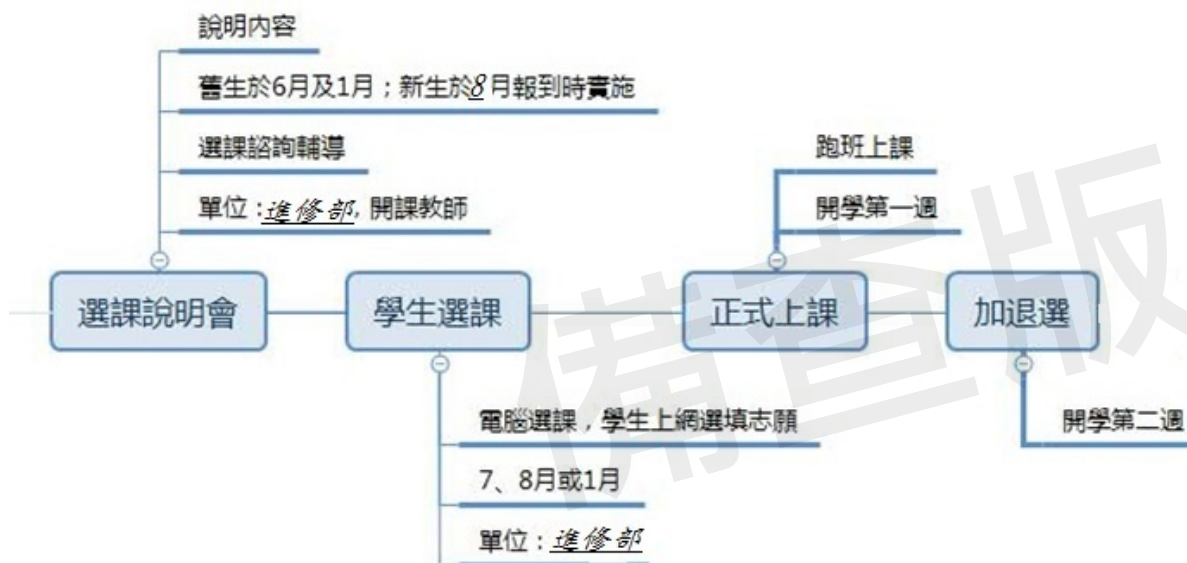 說明內容
舊生於6月及1月；新生於8月報到時實施
選課諮詢輔導
單位：進修部, 開課教師
跑班上課
開學第一週
選課說明會
學生選課
正式上課
加退選
電腦選課，學生上網選填志願
7、8月或1月
單位：進修部
開學第二週
備查版